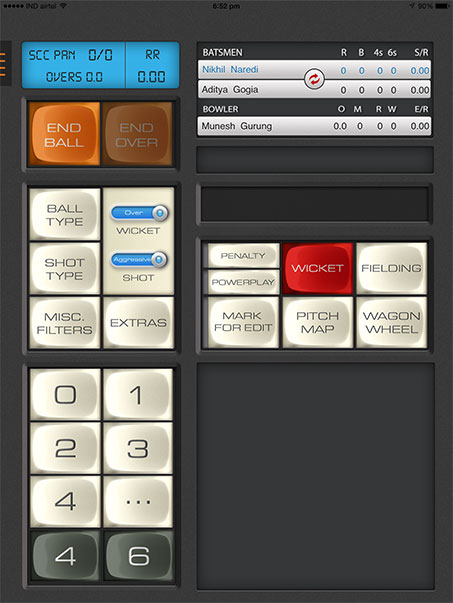 IND airtel 6:52 pm 90%
SCC PAN 0/0 RR
OVERS 0.0 0.00
BATSMEN R B 4s 6s S/R
Nikhil Naredi 0 0 0 0 0.00
Aditya Gogia 0 0 0 0 0.00
BOWLER O M R W E/R
Munesh Gurung 0.0 0 0 0 0.00
END BALL
END OVER
BALL TYPE
Over
WICKET
SHOT TYPE
Aggressive
SHOT
MISC. FILTERS
EXTRAS
PENALTY
POWERPLAY
WICKET
FIELDING
MARK FOR EDIT
PITCH MAP
WAGON WHEEL
0 1
2 3
4 ...
4 6